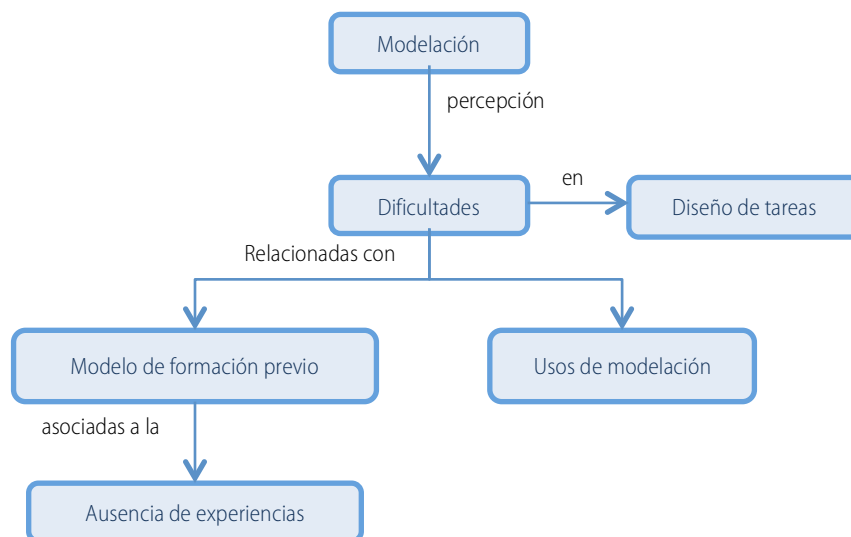 Modelación
percepción
Dificultades
en
Diseño de tareas
Relacionadas con
Modelo de formación previo
Usos de modelación
asociadas a la
Ausencia de experiencias